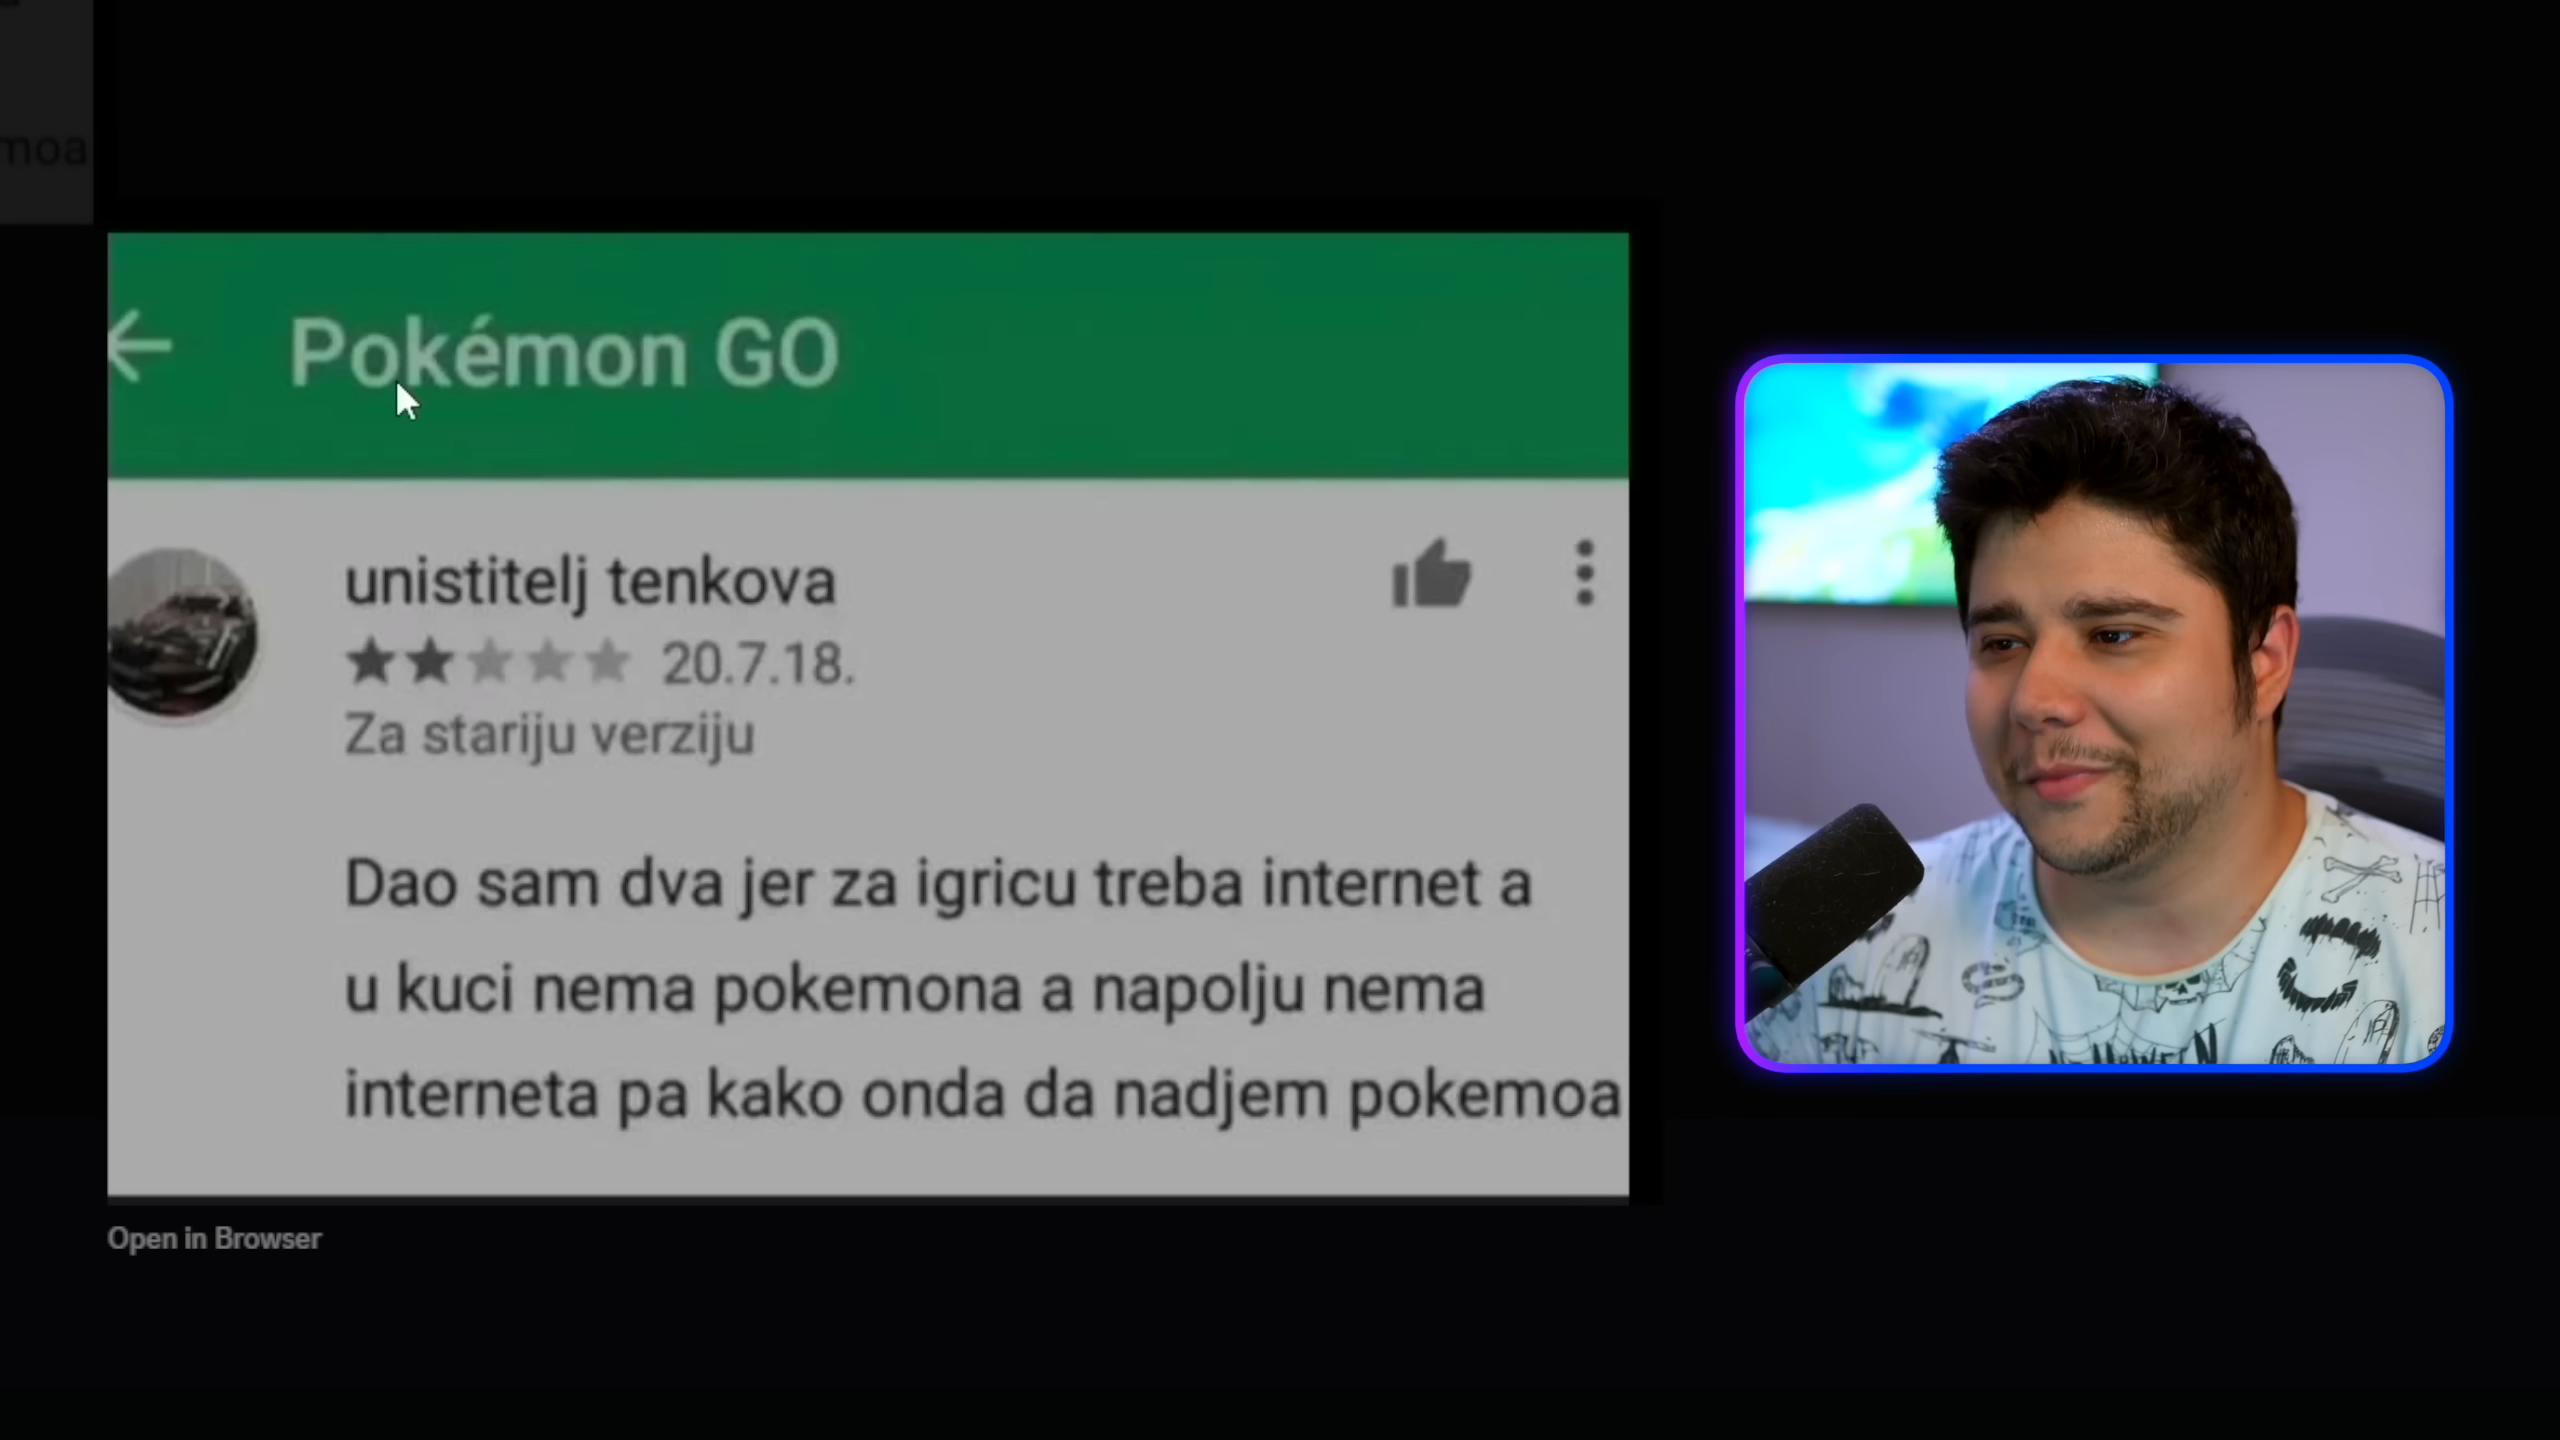 moa
Pokémon GO
unistitelj tenkova
20.7.18.
Za stariju verziju
Dao sam dva jer za igricu treba internet a
u kuci nema pokemona a napolju nema
interneta pa kako onda da nadjem pokemoa
Open in Browser